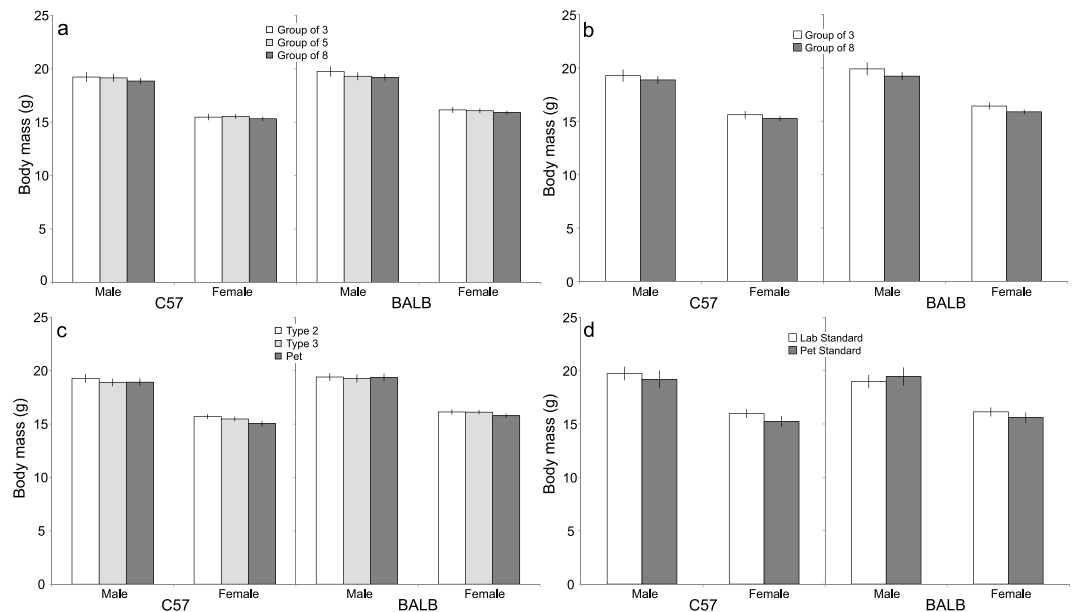 a
Group of 3
Group of 5
Group of 8
Body mass (g)
25
20
15
10
5
0
Male Female Male Female
C57 BALB
b
Group of 3
Group of 8
Body mass (g)
25
20
15
10
5
0
Male Female Male Female
C57 BALB
c
Type 2
Type 3
Pet
Body mass (g)
25
20
15
10
5
0
Male Female Male Female
C57 BALB
d
Lab Standard
Pet Standard
Body mass (g)
25
20
15
10
5
0
Male Female Male Female
C57 BALB